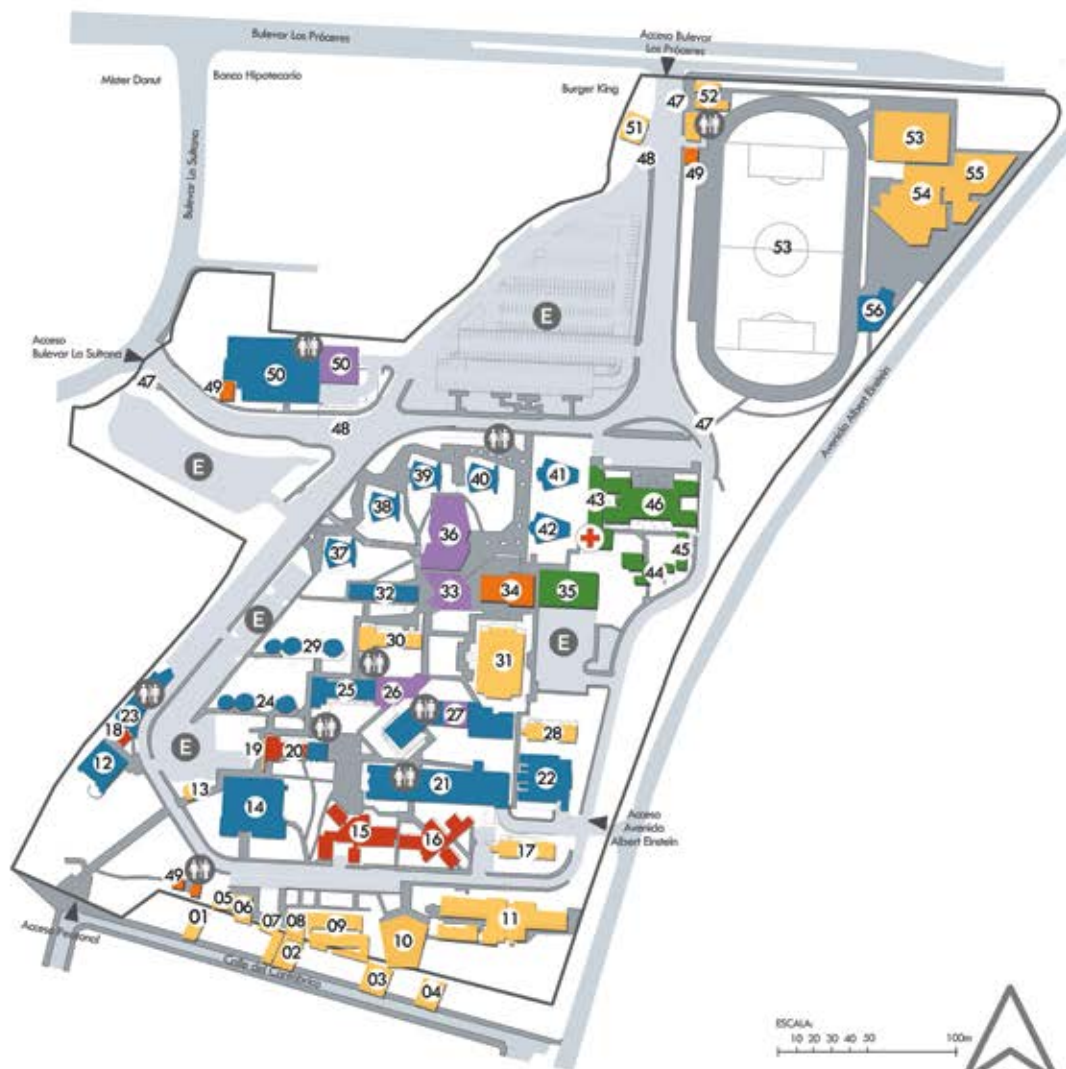 Bulevar Los Próceres
Acceso Bulevar
Los Próceres
Míster Donut
Banco Hipotecario
Burger King
Bulevar La Sultana
47
52
51
48
49
53
55
54
53
56
Avenida Albert Einstein
E
Acceso
Bulevar La Sultana
47
49
50
50
48
47
E
39
40
41
38
43
46
36
42
37
45
44
32
33
34
35
E
30
29
31
E
25
26
24
27
23
28
18
19
20
12
E
21
22
13
14
Acceso
Avenida
Albert Einstein
15
16
17
49
05
06
01
07
08
09
11
02
10
03
04
Acceso Peatonal
Calle del Cantábrico
ESCALA:
10 20 30 40 50 100m